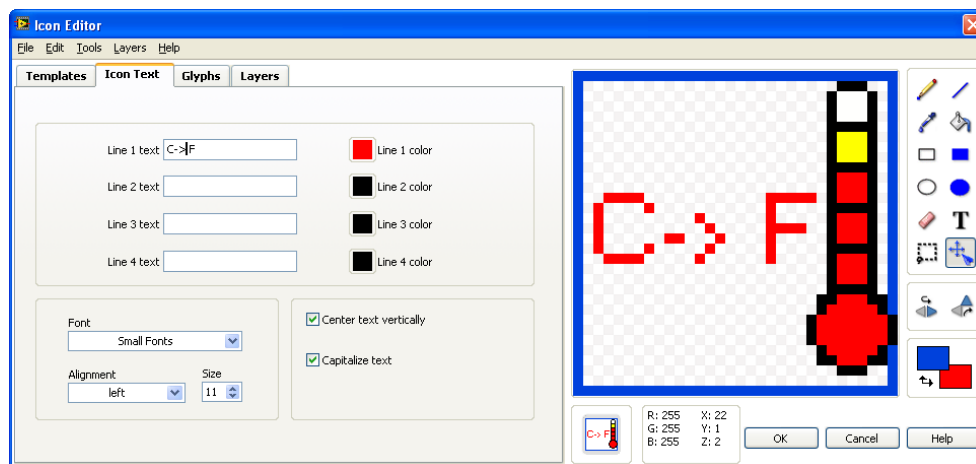 Icon Editor
File Edit Tools Layers Help
Templates Icon Text Glyphs Layers
Line 1 text C->F Line 1 color
Line 2 text Line 2 color
Line 3 text Line 3 color
Line 4 text Line 4 color
Font
Small Fonts
Alignment Size
left 11
Center text vertically
Capitalize text
C-> F
T
C-> F
R: 255 X: 22
G: 255 Y: 1
B: 255 Z: 2
OK Cancel Help